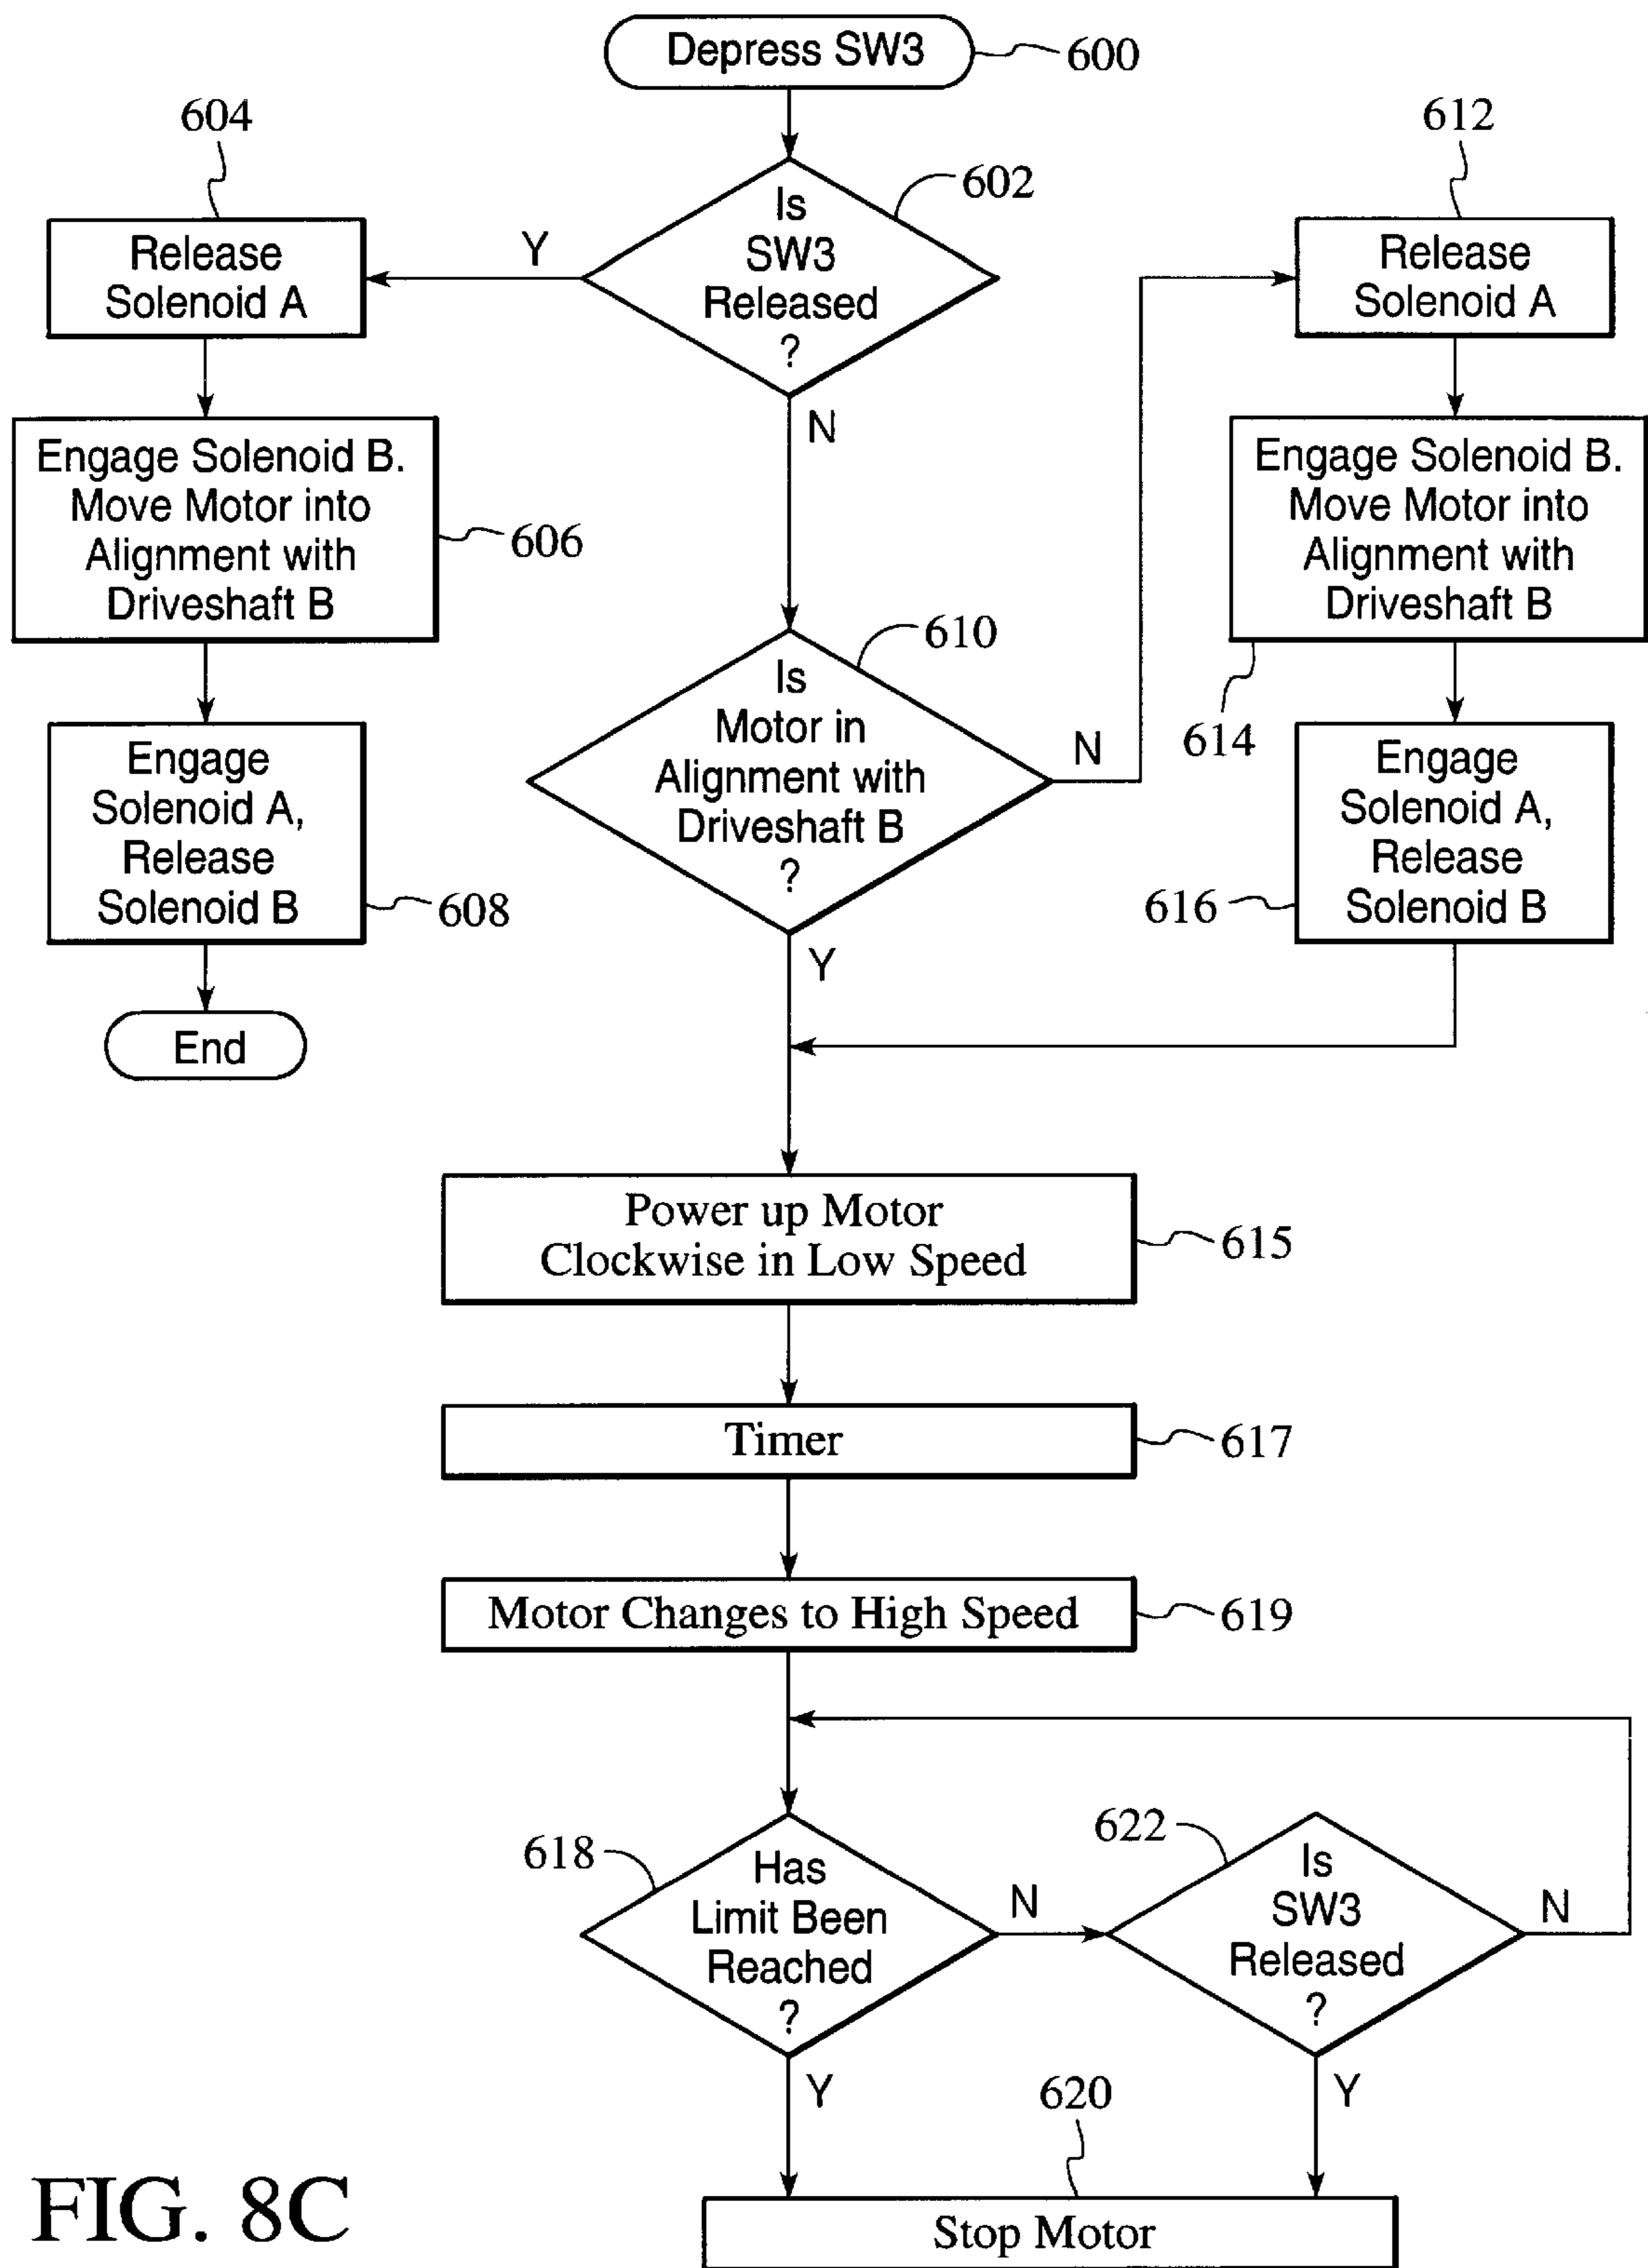 Depress SW3
600
604
612
602
Is
SW3
Released
?
Y
N
Release
Solenoid A
Release
Solenoid A
Engage Solenoid B.
Move Motor into
Alignment with
Driveshaft B
606
Engage Solenoid B.
Move Motor into
Alignment with
Driveshaft B
614
610
Is
Motor in
Alignment with
Driveshaft B
?
N
Y
Engage
Solenoid A,
Release
Solenoid B
608
Engage
Solenoid A,
Release
Solenoid B
616
End
Power up Motor
Clockwise in Low Speed
615
Timer
617
Motor Changes to High Speed
619
618
Has
Limit Been
Reached
?
N
Y
622
Is
SW3
Released
?
N
Y
620
Stop Motor
FIG. 8C